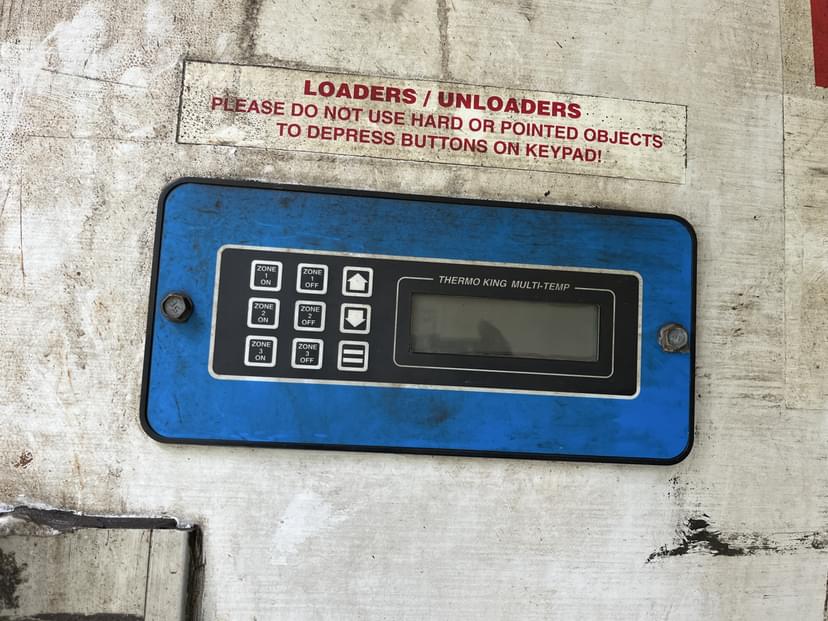 LOADERS / UNLOADERS
PLEASE DO NOT USE HARD OR POINTED OBJECTS
TO DEPRESS BUTTONS ON KEYPAD!
THERMO KING MULTI-TEMP
ZONE
1
ON
ZONE
1
OFF
ZONE
2
ON
ZONE
2
OFF
ZONE
3
ON
ZONE
3
OFF